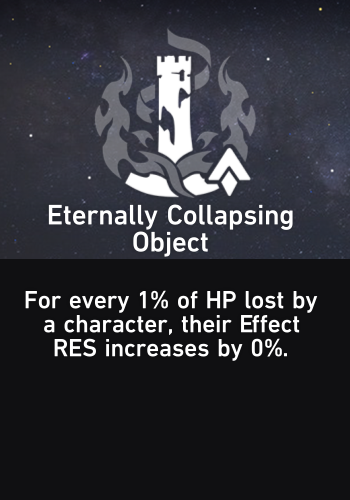 Eternally Collapsing
Object
For every 1% of HP lost by
a character, their Effect
RES increases by 0%.